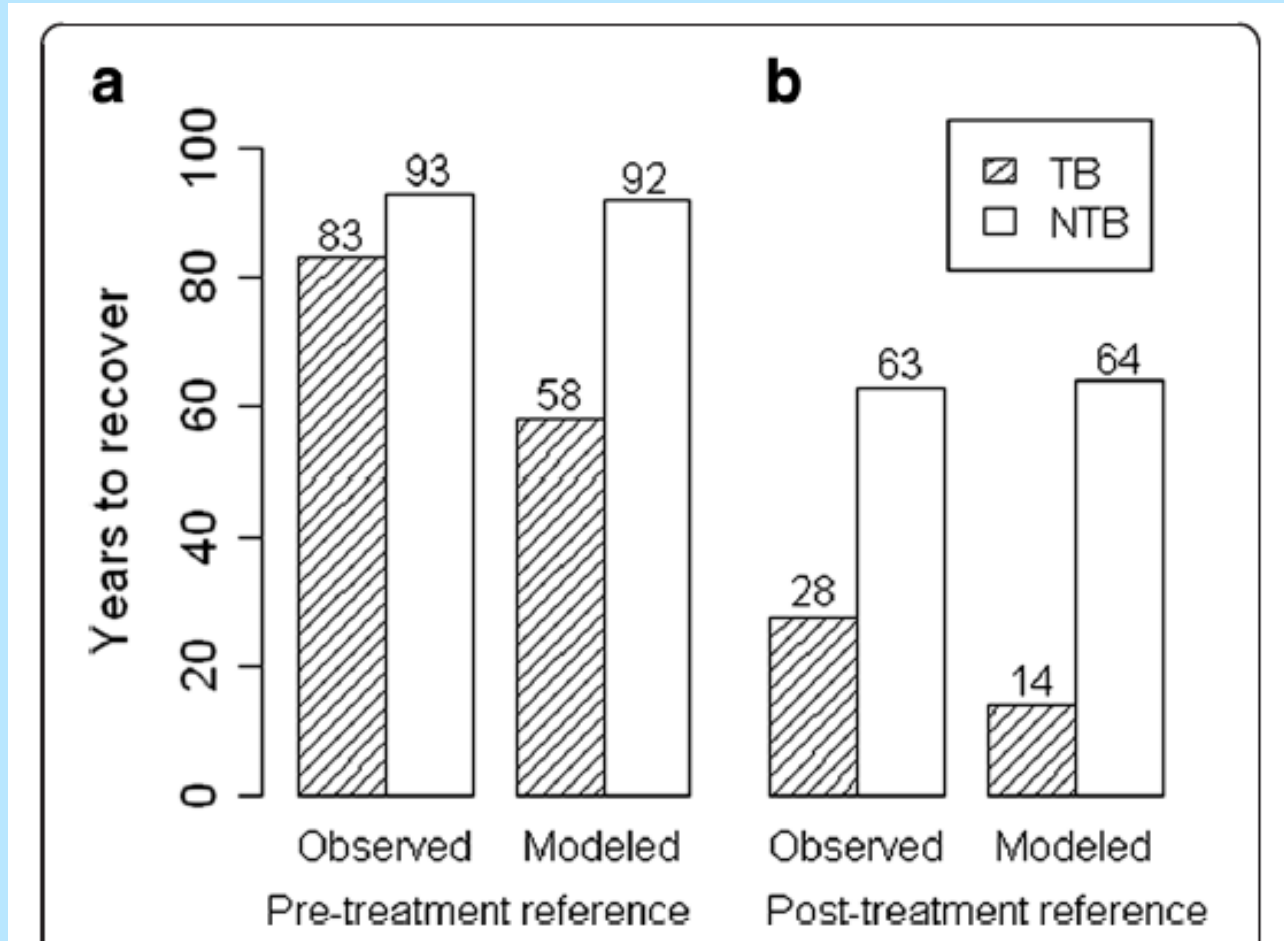 a
b
TB
NTB
Years to recover
100
80
60
40
20
0
83
93
58
92
28
63
14
64
Observed
Modeled
Observed
Modeled
Pre-treatment reference
Post-treatment reference